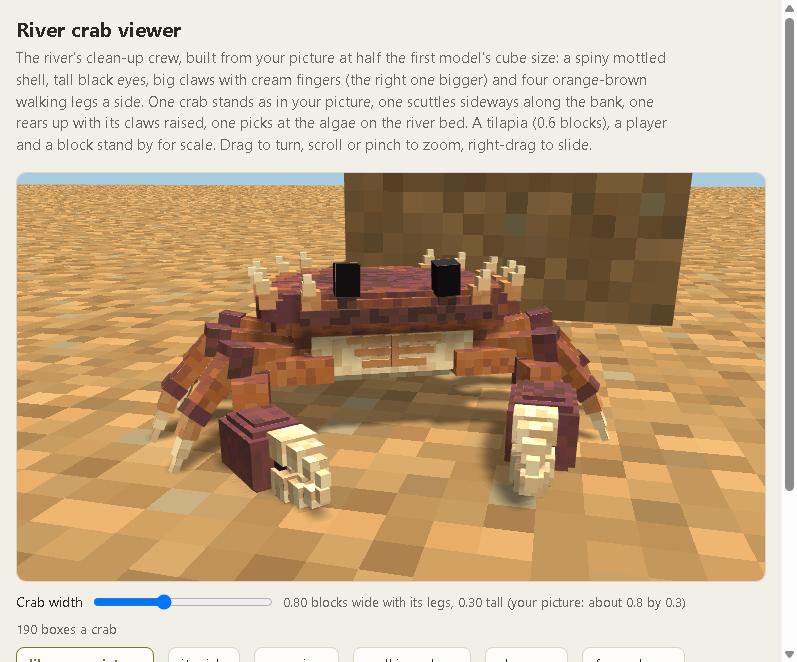 River crab viewer
The river's clean-up crew, built from your picture at half the first model's cube size: a spiny mottled
shell, tall black eyes, big claws with cream fingers (the right one bigger) and four orange-brown
walking legs a side. One crab stands as in your picture, one scuttles sideways along the bank, one
rears up with its claws raised, one picks at the algae on the river bed. A tilapia (0.6 blocks), a player
and a block stand by for scale. Drag to turn, scroll or pinch to zoom, right-drag to slide.
Crab width 0.80 blocks wide with its legs, 0.30 tall (your picture: about 0.8 by 0.3)
190 boxes a crab